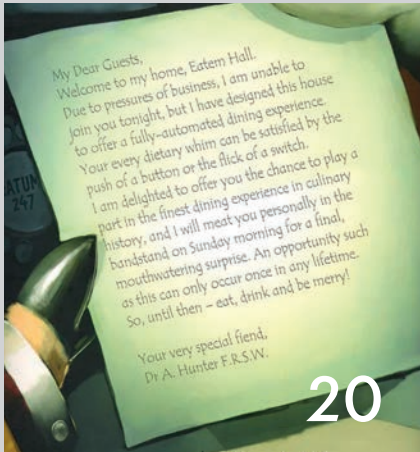 My Dear Guests,
Welcome to my home, Eatem Hall.
Due to pressures of business, I am unable to
join you tonight, but I have designed this house
to offer a fully-automated dining experience.
Your every dietary whim can be satisfied by the
push of a button or the flick of a switch.
I am delighted to offer you the chance to play a
part in the finest dining experience in culinary
history, and I will meat you personally in the
bandstand on Sunday morning for a final,
mouthwatering surprise. An opportunity such
as this can only occur once in any lifetime.
So, until then – eat, drink and be merry!
Your very special fiend,
Dr A. Hunter F.R.S.W.
247
20